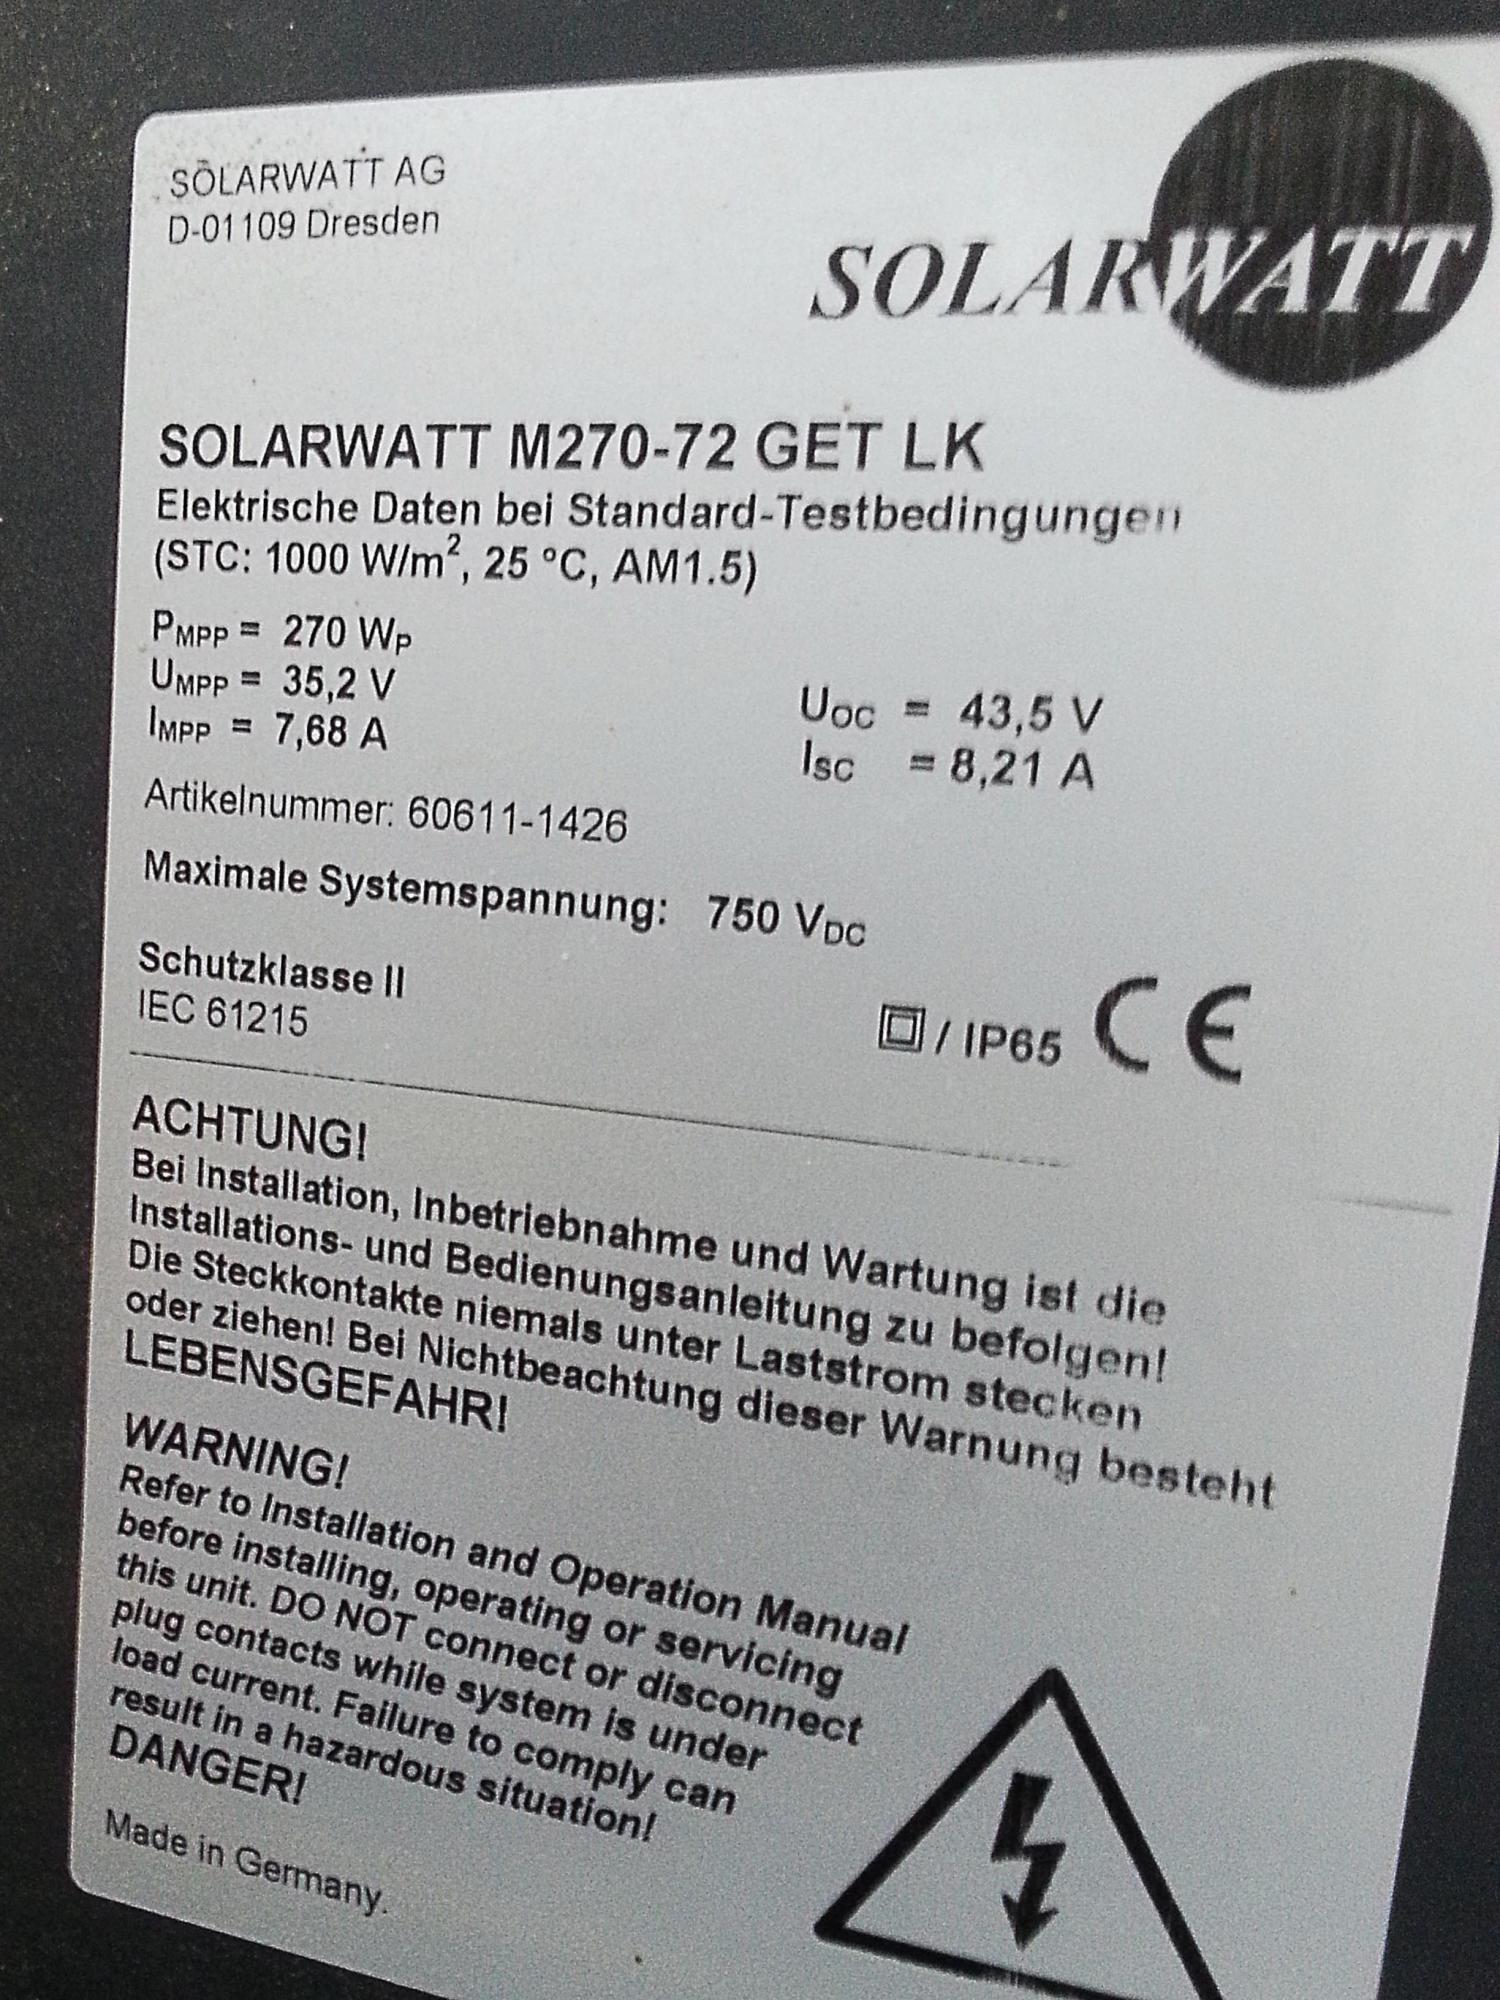 SOLARWATT AG
D-01109 Dresden
SOLARWATT
SOLARWATT M270-72 GET LK
Elektrische Daten bei Standard-Testbedingungen
(STC: 1000 W/m², 25 °C, AM1.5)
PMPP = 270 WP
UMPP = 35,2 V
UOC = 43,5 V
IMPP = 7,68 A
ISC = 8,21 A
Artikelnummer: 60611-1426
Maximale Systemspannung: 750 VDC
Schutzklasse II
IEC 61215
/ IP65 CE
ACHTUNG!
Bei Installation, Inbetriebnahme und Wartung ist die
Installations- und Bedienungsanleitung zu befolgen!
Die Steckkontakte niemals unter Laststrom stecken
oder ziehen! Bei Nichtbeachtung dieser Warnung besteht
LEBENSGEFAHR!
WARNING!
Refer to Installation and Operation Manual
before installing, operating or servicing
this unit. DO NOT connect or disconnect
plug contacts while system is under
load current. Failure to comply can
result in a hazardous situation!
DANGER!
Made in Germany.